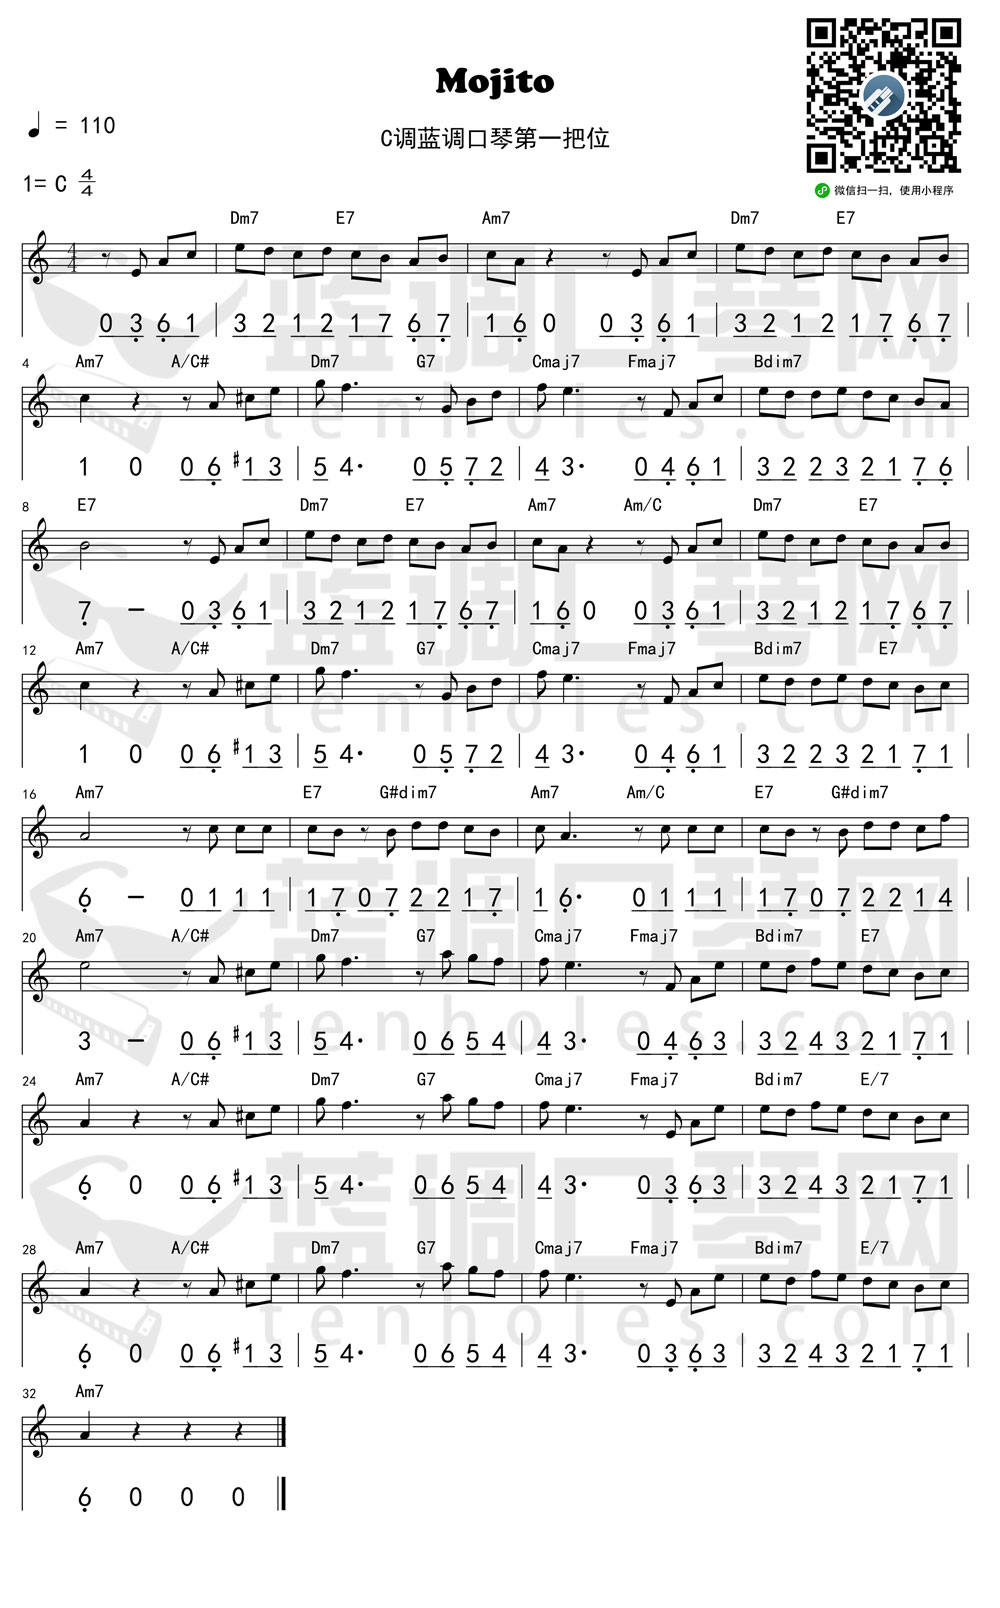 Mojito
♩ = 110
C调蓝调口琴第一把位
微信扫一扫，使用小程序
1= C 4/4
Dm7 E7 Am7 Dm7 E7
0 3 6 1 | 3 2 1 2 1 7 6 7 | 1 6 0 0 3 6 1 | 3 2 1 2 1 7 6 7
4 Am7 A/C# Dm7 G7 Cmaj7 Fmaj7 Bdim7
1 0 0 6 #1 3 | 5 4· 0 5 7 2 | 4 3· 0 4 6 1 | 3 2 2 3 2 1 7 6
8 E7 Dm7 E7 Am7 Am/C Dm7 E7
7 - 0 3 6 1 | 3 2 1 2 1 7 6 7 | 1 6 0 0 3 6 1 | 3 2 1 2 1 7 6 7
12 Am7 A/C# Dm7 G7 Cmaj7 Fmaj7 Bdim7 E7
1 0 0 6 #1 3 | 5 4· 0 5 7 2 | 4 3· 0 4 6 1 | 3 2 2 3 2 1 7 1
16 Am7 E7 G#dim7 Am7 Am/C E7 G#dim7
6 - 0 1 1 1 | 1 7 0 7 2 2 1 7 | 1 6· 0 1 1 1 | 1 7 0 7 2 2 1 4
20 Am7 A/C# Dm7 G7 Cmaj7 Fmaj7 Bdim7 E7
3 - 0 6 #1 3 | 5 4· 0 6 5 4 | 4 3· 0 4 6 3 | 3 2 4 3 2 1 7 1
24 Am7 A/C# Dm7 G7 Cmaj7 Fmaj7 Bdim7 E/7
6 0 0 6 #1 3 | 5 4· 0 6 5 4 | 4 3· 0 3 6 3 | 3 2 4 3 2 1 7 1
28 Am7 A/C# Dm7 G7 Cmaj7 Fmaj7 Bdim7 E/7
6 0 0 6 #1 3 | 5 4· 0 6 5 4 | 4 3· 0 3 6 3 | 3 2 4 3 2 1 7 1
32 Am7
6 0 0 0
蓝调口琴网
tenholes.com